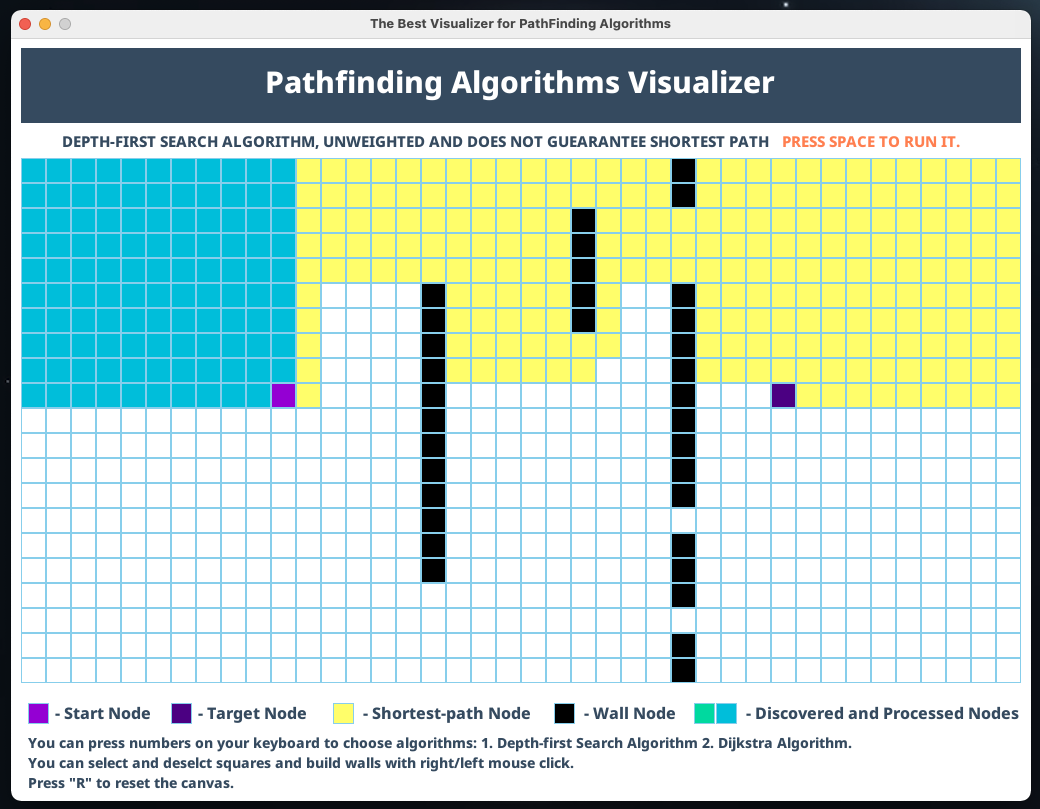 The Best Visualizer for PathFinding Algorithms
Pathfinding Algorithms Visualizer
DEPTH-FIRST SEARCH ALGORITHM, UNWEIGHTED AND DOES NOT GUEARANTEE SHORTEST PATH PRESS SPACE TO RUN IT.
- Start Node - Target Node - Shortest-path Node - Wall Node - Discovered and Processed Nodes
You can press numbers on your keyboard to choose algorithms: 1. Depth-first Search Algorithm 2. Dijkstra Algorithm.
You can select and deselct squares and build walls with right/left mouse click.
Press "R" to reset the canvas.